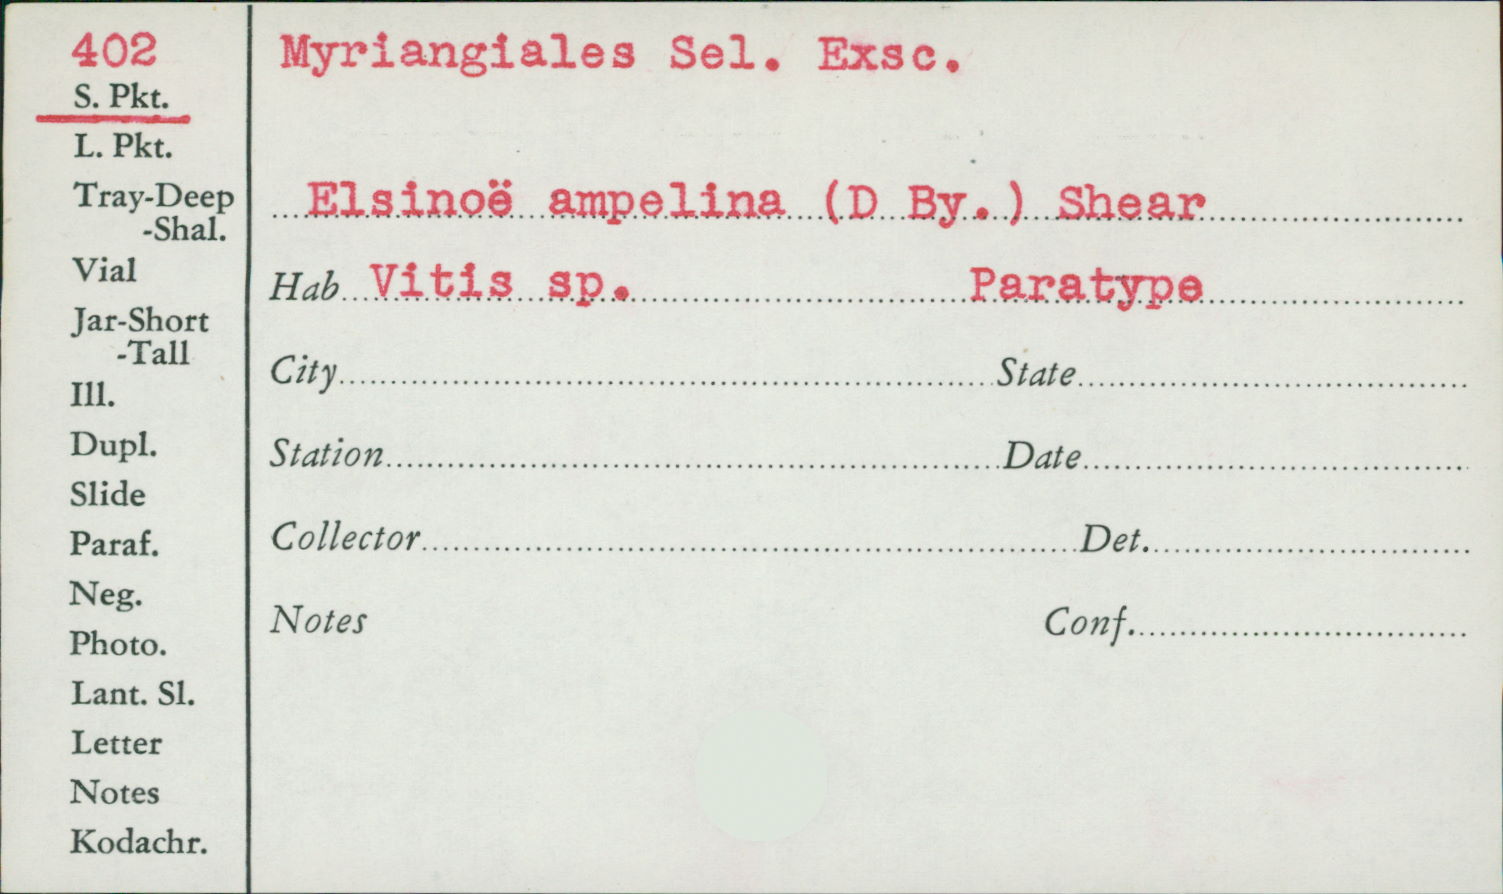 402
S. Pkt.
L. Pkt.
Tray-Deep
-Shal.
Vial
Jar-Short
-Tall
Ill.
Dupl.
Slide
Paraf.
Neg.
Photo.
Lant. Sl.
Letter
Notes
Kodachr.
Myriangiales Sel. Exsc.
Elsinoë ampelina (D By.) Shear
Hab Vitis sp. Paratype
City State
Station Date
Collector Det.
Notes Conf.